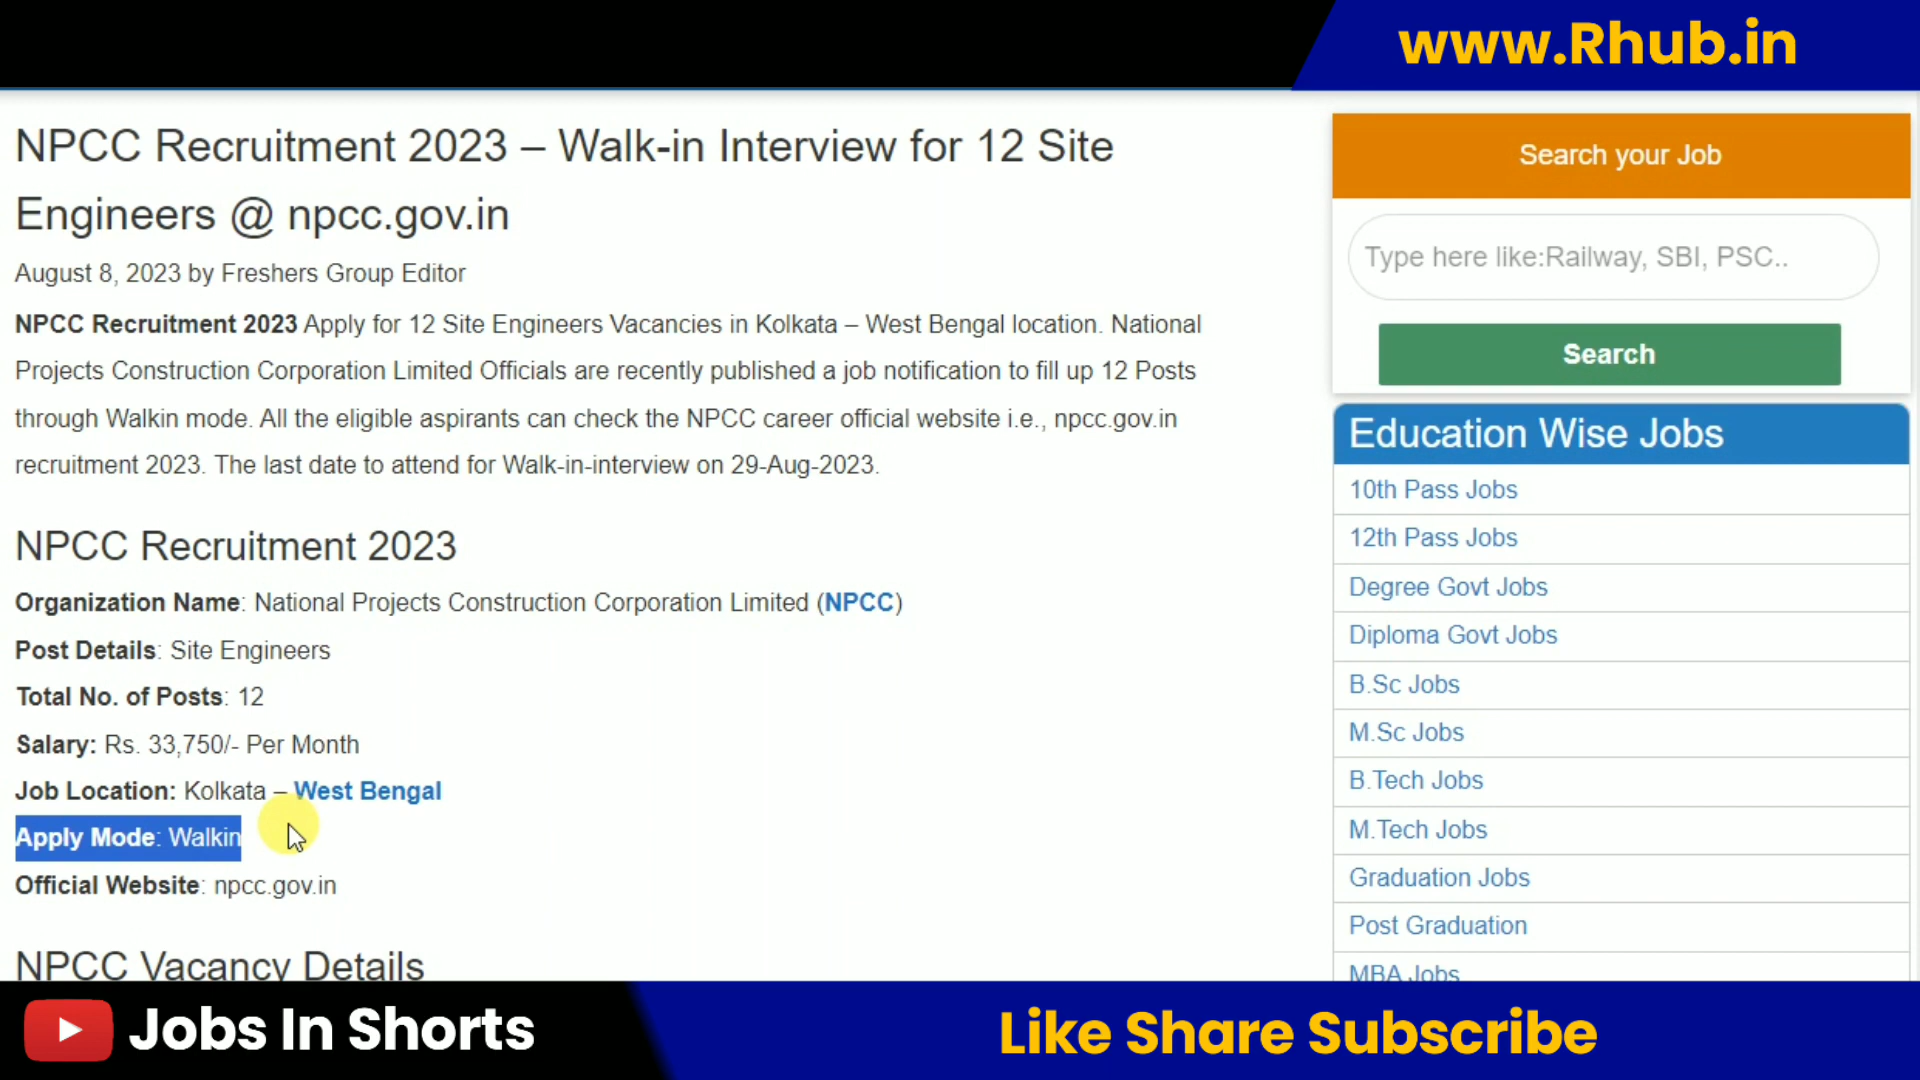 www.Rhub.in
NPCC Recruitment 2023 – Walk-in Interview for 12 Site
Engineers @ npcc.gov.in
August 8, 2023 by Freshers Group Editor
NPCC Recruitment 2023 Apply for 12 Site Engineers Vacancies in Kolkata – West Bengal location. National
Projects Construction Corporation Limited Officials are recently published a job notification to fill up 12 Posts
through Walkin mode. All the eligible aspirants can check the NPCC career official website i.e., npcc.gov.in
recruitment 2023. The last date to attend for Walk-in-interview on 29-Aug-2023.
NPCC Recruitment 2023
Organization Name: National Projects Construction Corporation Limited (NPCC)
Post Details: Site Engineers
Total No. of Posts: 12
Salary: Rs. 33,750/- Per Month
Job Location: Kolkata – West Bengal
Apply Mode: Walkin
Official Website: npcc.gov.in
NPCC Vacancy Details
Search your Job
Type here like:Railway, SBI, PSC..
Search
Education Wise Jobs
10th Pass Jobs
12th Pass Jobs
Degree Govt Jobs
Diploma Govt Jobs
B.Sc Jobs
M.Sc Jobs
B.Tech Jobs
M.Tech Jobs
Graduation Jobs
Post Graduation
MBA Jobs
Jobs In Shorts
Like Share Subscribe